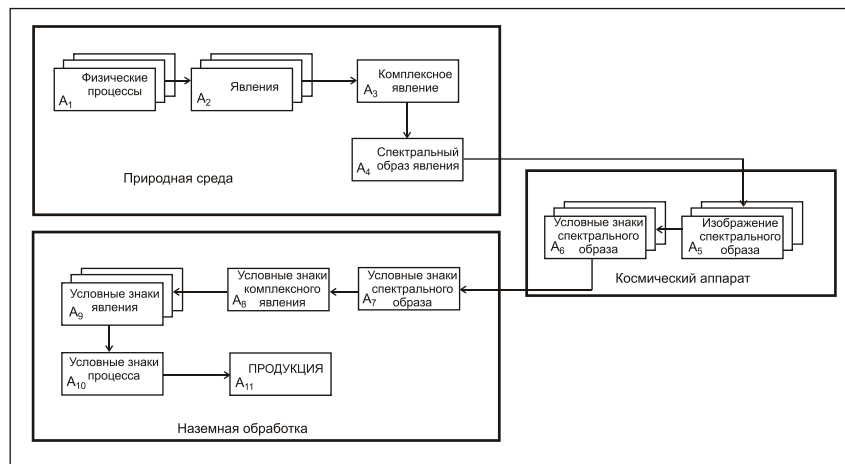 Физические
процессы
A1
Явления
A2
Комплексное
явление
A3
Спектральный
образ явления
A4
Природная среда
Изображение
спектрального
образа
A5
Условные знаки
спектрального
образа
A6
Космический аппарат
Условные знаки
спектрального
образа
A7
Условные знаки
комплексного
явления
A8
Условные знаки
явления
A9
Условные знаки
процесса
A10
ПРОДУКЦИЯ
A11
Наземная обработка